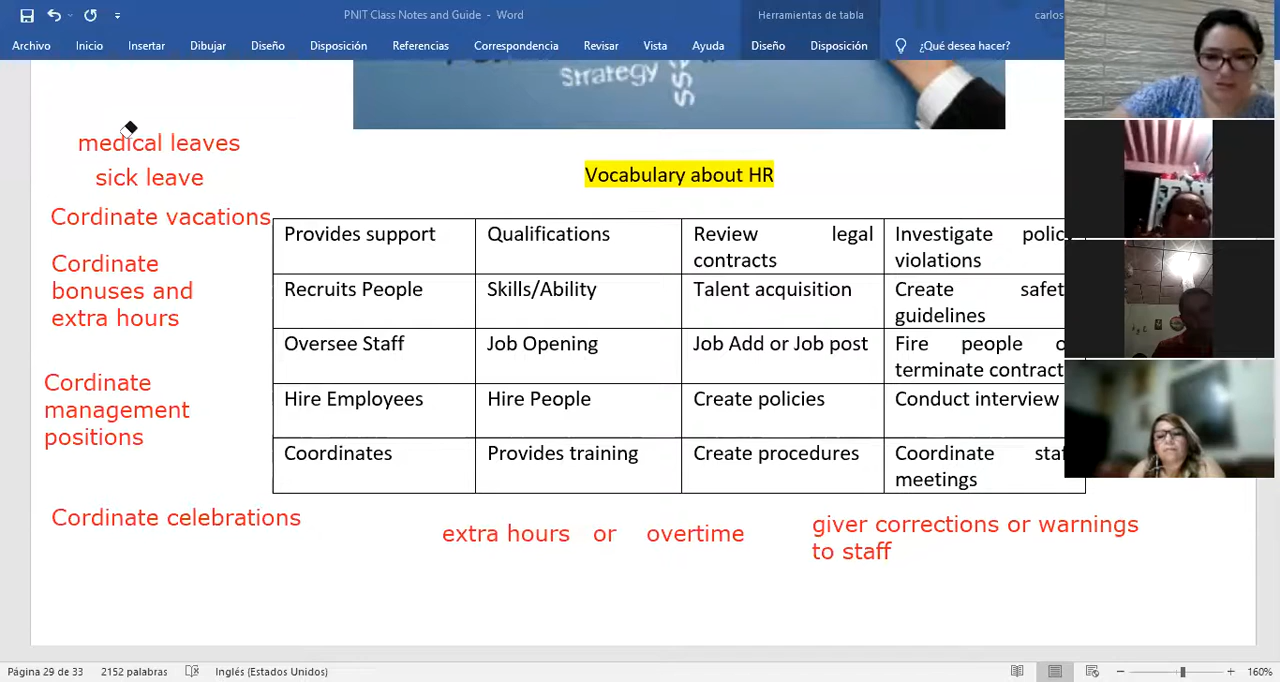 PNIT Class Notes and Guide - Word
Herramientas de tabla
carlos
Archivo Inicio Insertar Dibujar Diseño Disposición Referencias Correspondencia Revisar Vista Ayuda Diseño Disposición ¿Qué desea hacer?
Strategy
medical leaves
sick leave
Cordinate vacations
Cordinate
bonuses and
extra hours
Cordinate
management
positions
Cordinate celebrations
Vocabulary about HR
Provides support
Qualifications
Review legal
contracts
Investigate policy
violations
Recruits People
Skills/Ability
Talent acquisition
Create
guidelines
Oversee Staff
Job Opening
Job Add or Job post
Fire people
terminate contract
Hire Employees
Hire People
Create policies
Conduct interview
Coordinates
Provides training
Create procedures
Coordinate
meetings
extra hours or overtime
giver corrections or warnings
to staff
Página 29 de 33 2152 palabras Inglés (Estados Unidos) 160%